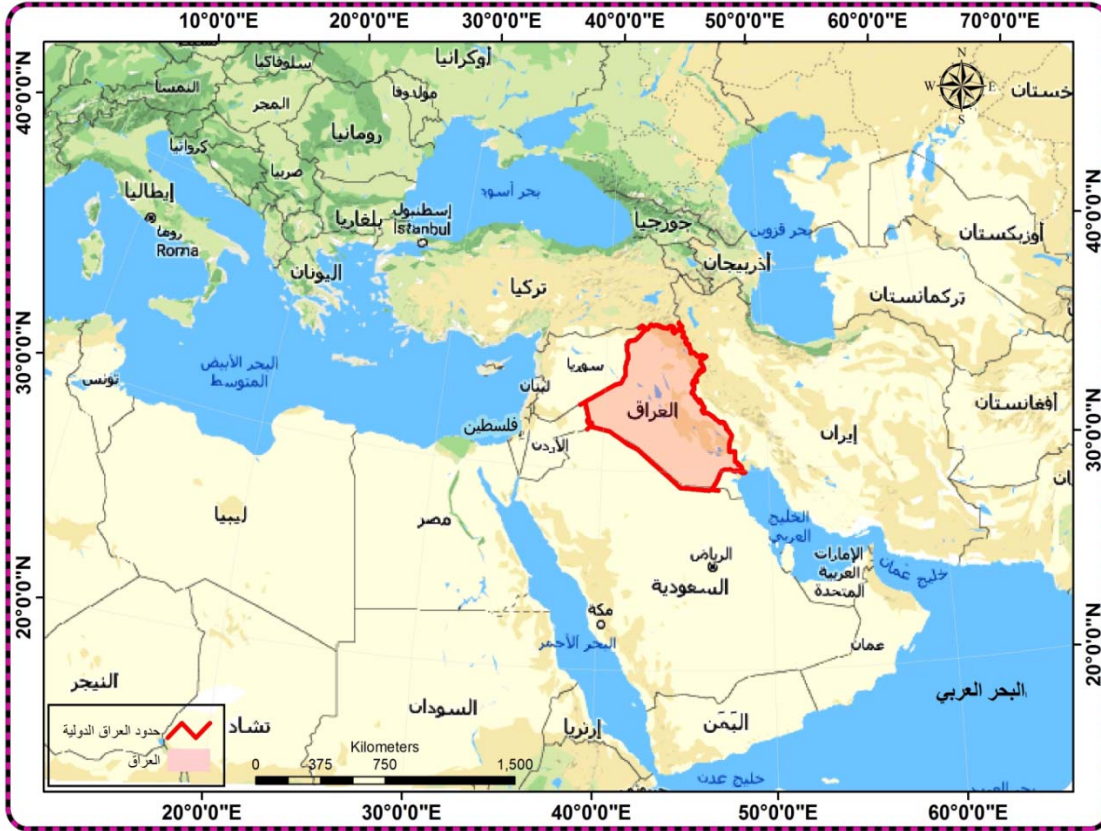 10°0'0"E 20°0'0"E 30°0'0"E 40°0'0"E 50°0'0"E 60°0'0"E 70°0'0"E
40°0'0"N
30°0'0"N
20°0'0"N
40°0'0"N
30°0'0"N
20°0'0"N
N
W E
S
سلوفاكيا
أوكرانيا
النمسا
المجر
مولدوفا
رومانيا
كرواتيا
صربيا
إيطاليا
روما
Roma
بلغاريا
إسطنبول
Istanbul
بحر أسود
جورجيا
بحر قزوين
أوزبكستان
أذربيجان
اليونان
تركيا
تركمانستان
البحر الأبيض
المتوسط
تونس
سوريا
لبنان
العراق
أفغانستان
فلسطين
الأردن
إيران
ليبيا
مصر
الخليج
العربي
الرياض
السعودية
الإمارات
العربية
المتحدة
خليج عُمان
مكة
البحر الأحمر
عمان
النيجر
تشاد
السودان
إرتريا
اليَمَن
البحر العربي
خليج عدن
حدود العراق الدولية
العراق
Kilometers
0 375 750 1,500
20°0'0"E 30°0'0"E 40°0'0"E 50°0'0"E 60°0'0"E